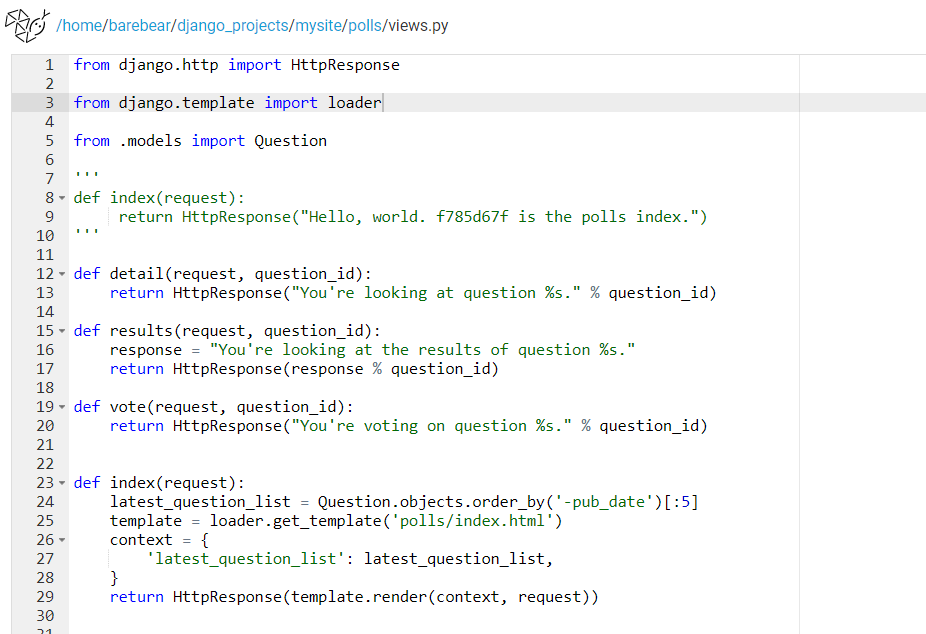 /home/barebear/django_projects/mysite/polls/views.py
1 from django.http import HttpResponse
2
3 from django.template import loader
4
5 from .models import Question
6
7 '''
8 def index(request):
9      return HttpResponse("Hello, world. f785d67f is the polls index.")
10 '''
11
12 def detail(request, question_id):
13     return HttpResponse("You're looking at question %s." % question_id)
14
15 def results(request, question_id):
16     response = "You're looking at the results of question %s."
17     return HttpResponse(response % question_id)
18
19 def vote(request, question_id):
20     return HttpResponse("You're voting on question %s." % question_id)
21
22
23 def index(request):
24     latest_question_list = Question.objects.order_by('-pub_date')[:5]
25     template = loader.get_template('polls/index.html')
26     context = {
27         'latest_question_list': latest_question_list,
28     }
29     return HttpResponse(template.render(context, request))
30
31